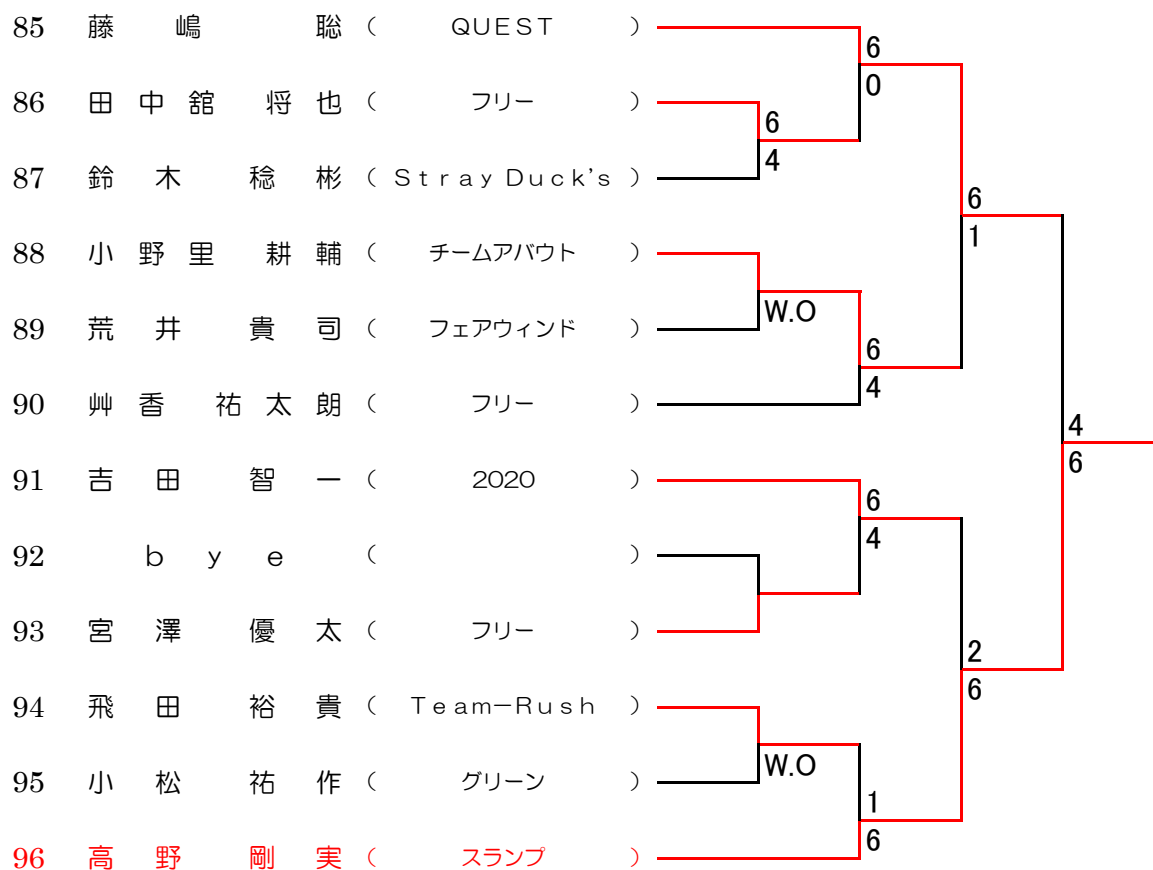 85 藤嶋 聡 ( QUEST )
6
0
86 田中舘 将也 ( フリー )
6
4
87 鈴木 稔彬 ( Stray Duck's )
6
1
88 小野里 耕輔 ( チームアバウト )
W.O
89 荒井 貴司 ( フェアウィンド )
6
4
90 艸香 祐太朗 ( フリー )
4
6
91 吉田 智一 ( 2020 )
6
4
92 bye ( )
93 宮澤 優太 ( フリー )
2
6
94 飛田 裕貴 ( Team-Rush )
W.O
95 小松 祐作 ( グリーン )
1
6
96 高野 剛実 ( スランプ )